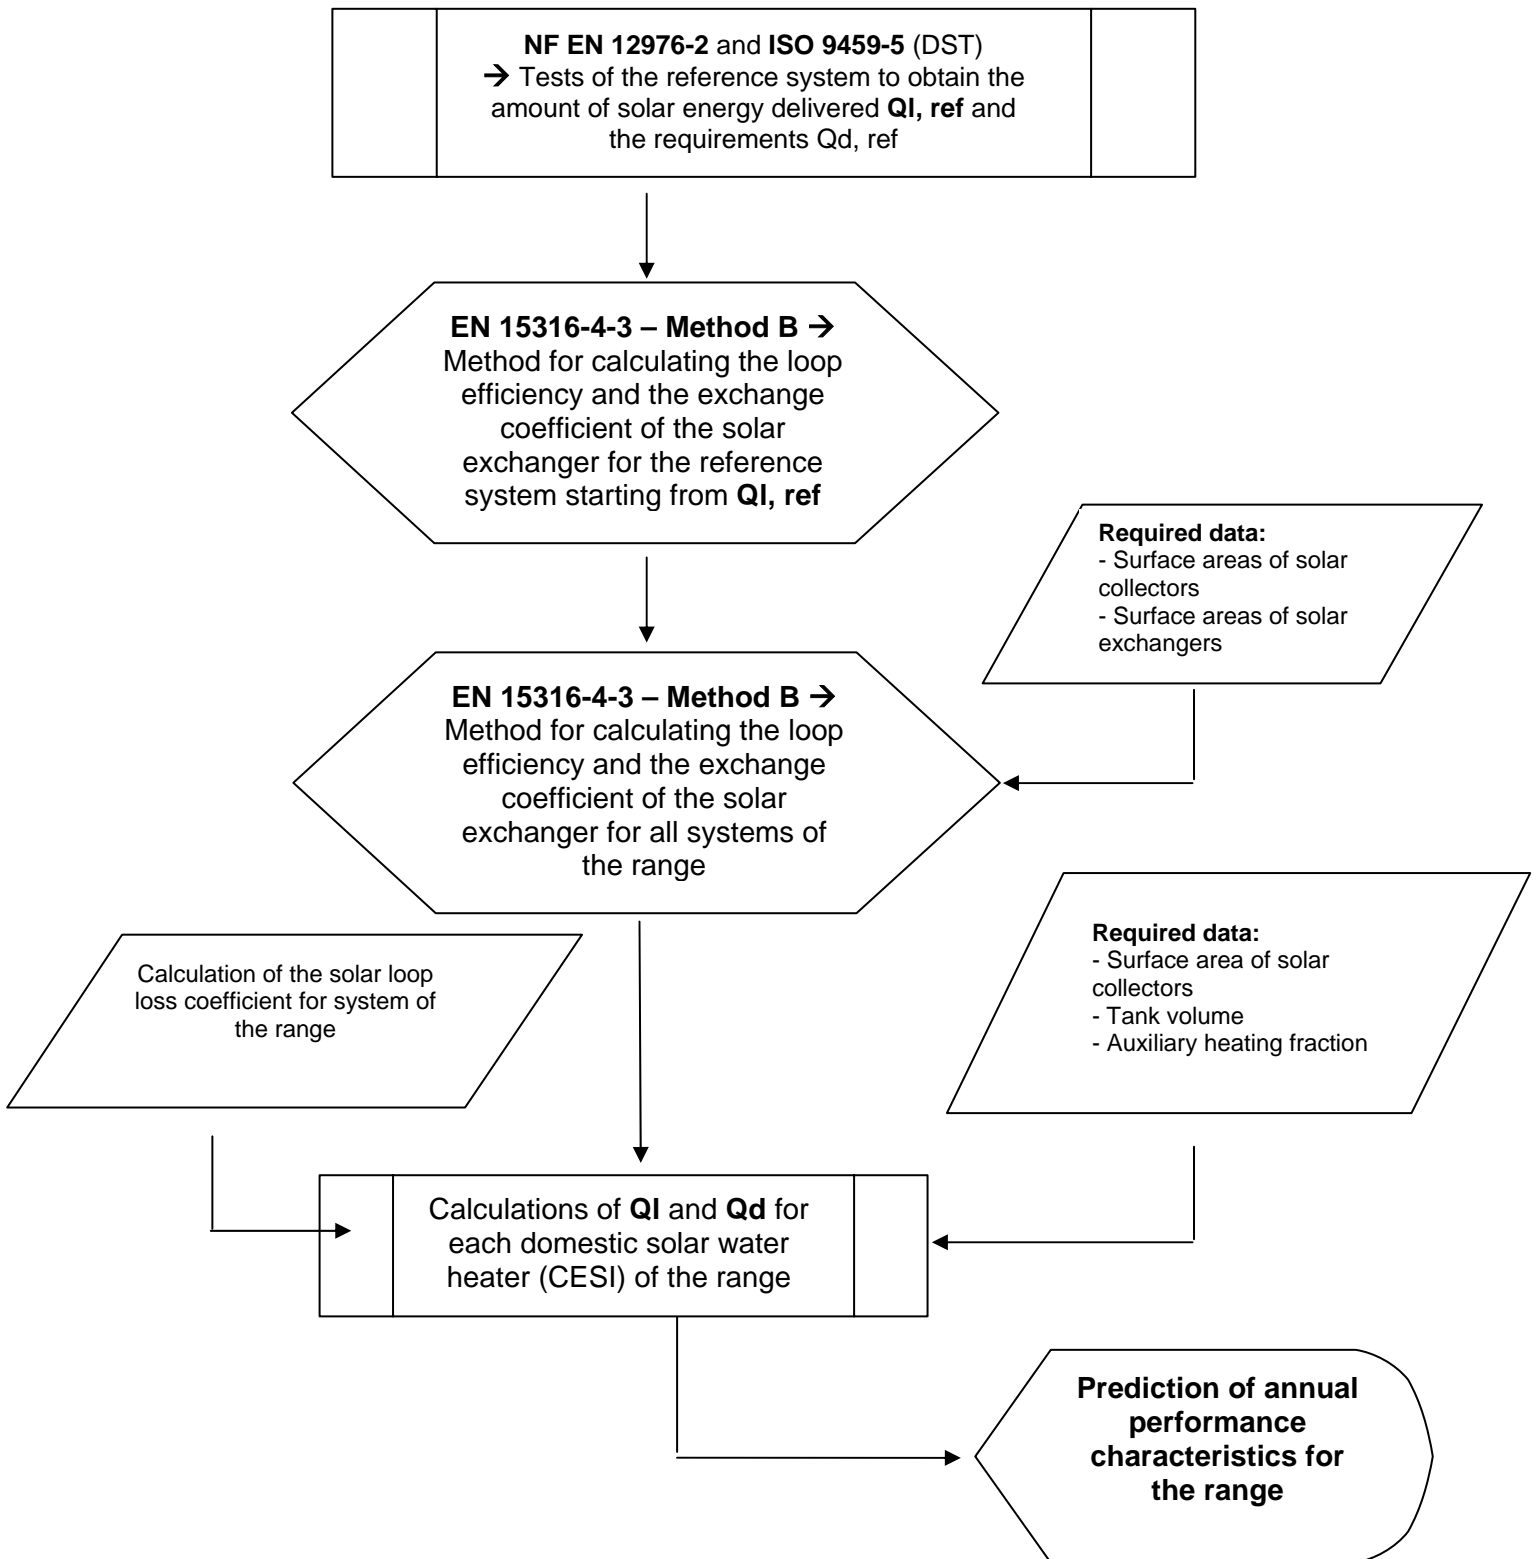 NF EN 12976-2 and ISO 9459-5 (DST)
→ Tests of the reference system to obtain the
amount of solar energy delivered Ql, ref and
the requirements Qd, ref
EN 15316-4-3 – Method B →
Method for calculating the loop
efficiency and the exchange
coefficient of the solar
exchanger for the reference
system starting from Ql, ref
Required data:
- Surface areas of solar
collectors
- Surface areas of solar
exchangers
EN 15316-4-3 – Method B →
Method for calculating the loop
efficiency and the exchange
coefficient of the solar
exchanger for all systems of
the range
Calculation of the solar loop
loss coefficient for system of
the range
Required data:
- Surface area of solar
collectors
- Tank volume
- Auxiliary heating fraction
Calculations of Ql and Qd for
each domestic solar water
heater (CESI) of the range
Prediction of annual
performance
characteristics for
the range